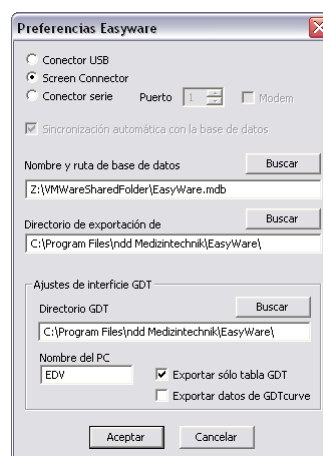 Preferencias Easyware
Conector USB
Screen Connector
Conector serie Puerto 1 Modem
Sincronización automática con la base de datos
Nombre y ruta de base de datos Buscar
Z:\VMWareSharedFolder\EasyWare.mdb
Directorio de exportación de Buscar
C:\Program Files\ndd Medizintechnik\EasyWare\
Ajustes de interficie GDT
Directorio GDT Buscar
C:\Program Files\ndd Medizintechnik\EasyWare\
Nombre del PC
EDV Exportar sólo tabla GDT
Exportar datos de GDTcurve
Aceptar Cancelar